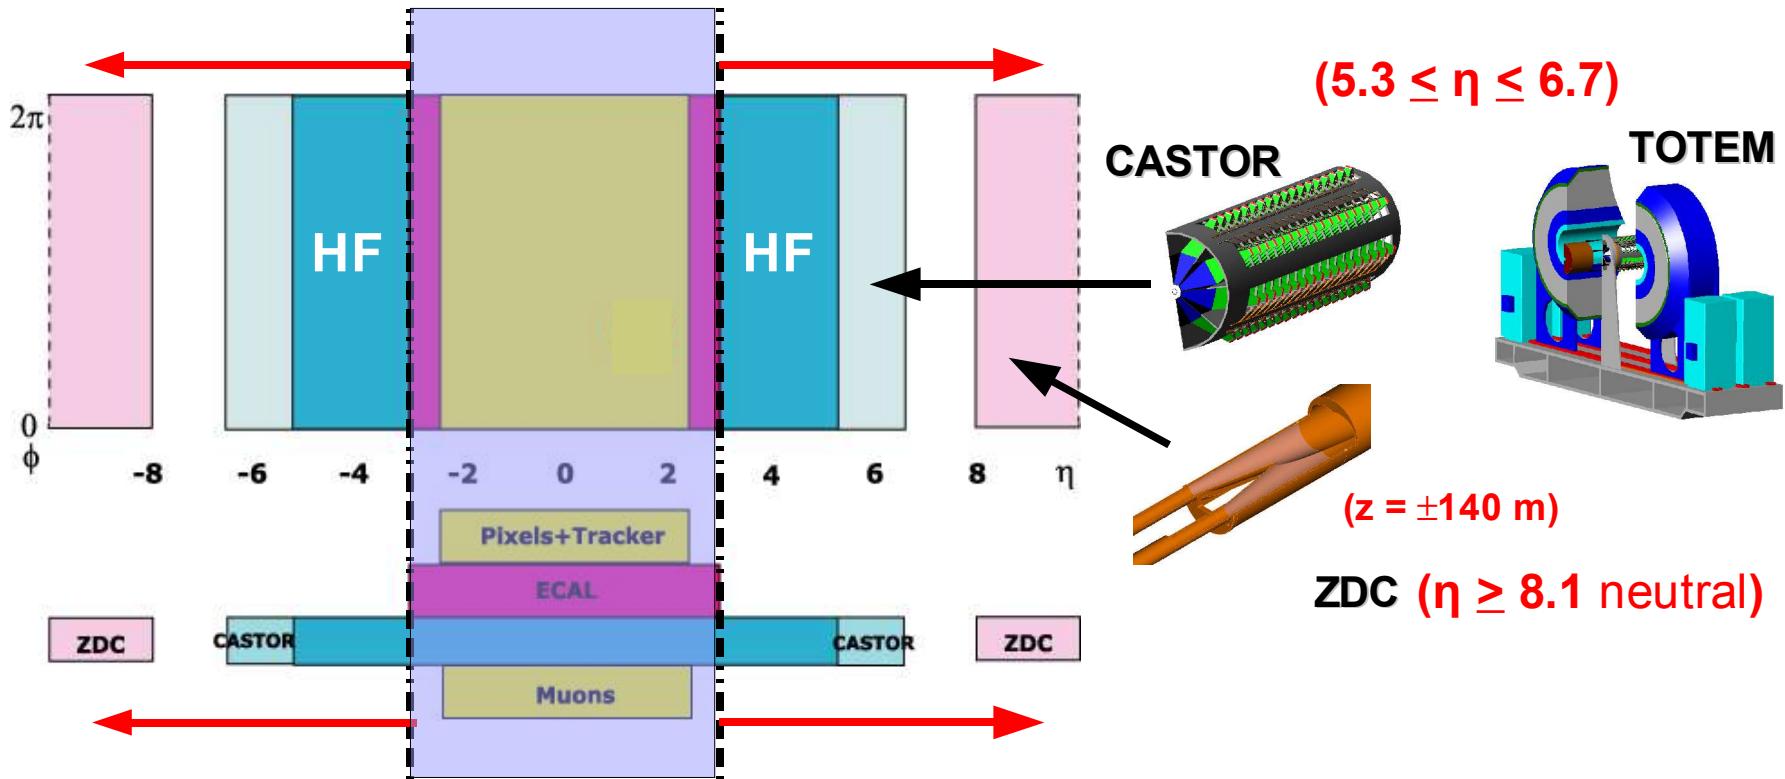 (5.3 ≤ η ≤ 6.7)
2π
CASTOR
TOTEM
HF
HF
0
ϕ
-8 -6 -4 -2 0 2 4 6 8 η
(z = ±140 m)
Pixels+Tracker
ECAL
ZDC (η ≥ 8.1 neutral)
ZDC CASTOR CASTOR ZDC
Muons